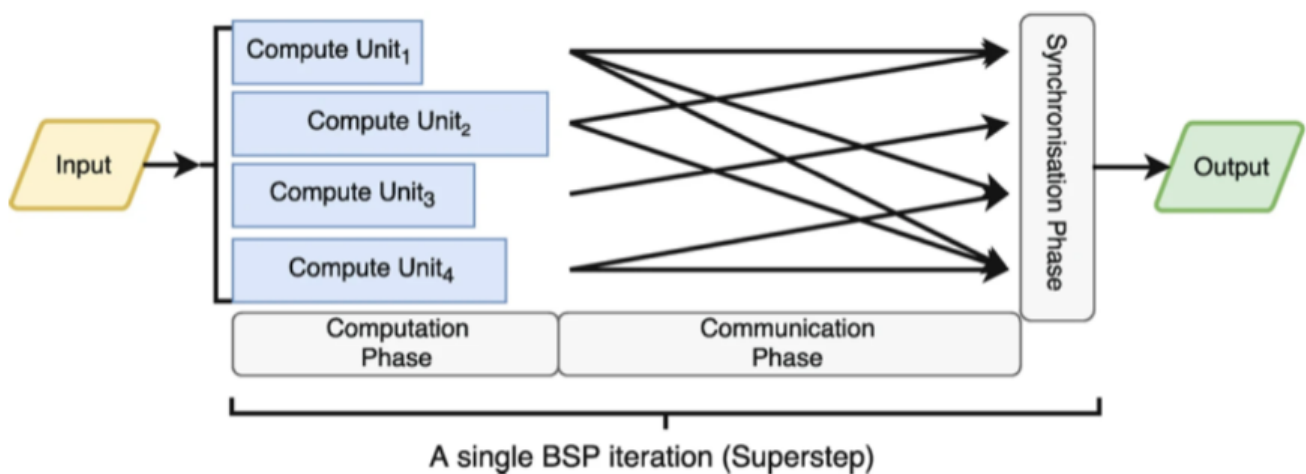 Input
Compute Unit₁
Compute Unit₂
Compute Unit₃
Compute Unit₄
Computation
Phase
Communication
Phase
Synchronisation Phase
Output
A single BSP iteration (Superstep)